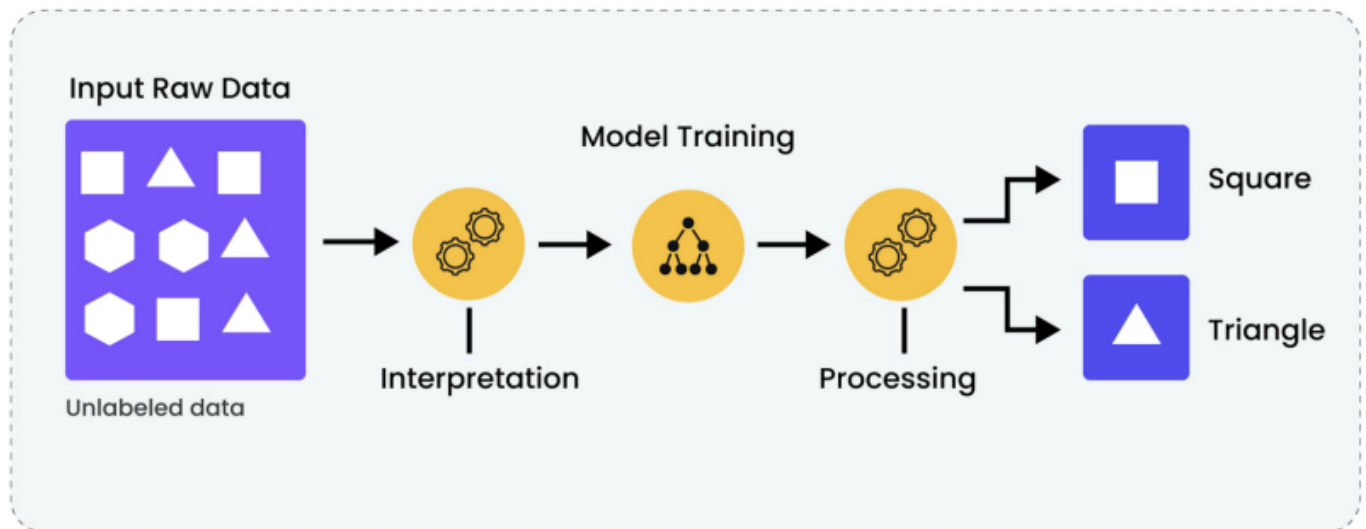 Input Raw Data
Model Training
Square
Triangle
Interpretation
Processing
Unlabeled data